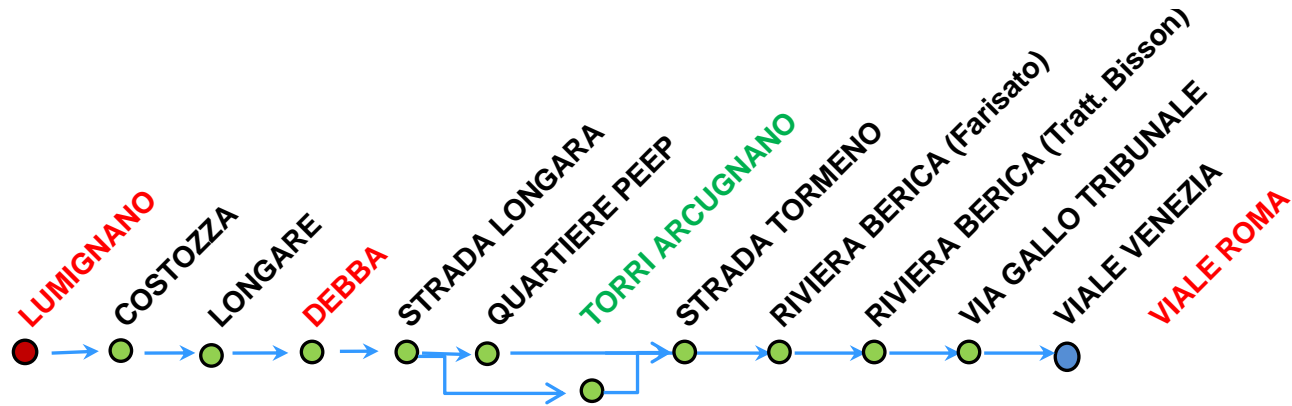 LUMIGNANO
COSTOZZA
LONGARE
DEBBA
STRADA LONGARA
QUARTIERE PEEP
TORRI ARCUGNANO
STRADA TORMENO
RIVIERA BERICA (Farisato)
RIVIERA BERICA (Tratt. Bisson)
VIA GALLO TRIBUNALE
VIALE VENEZIA
VIALE ROMA